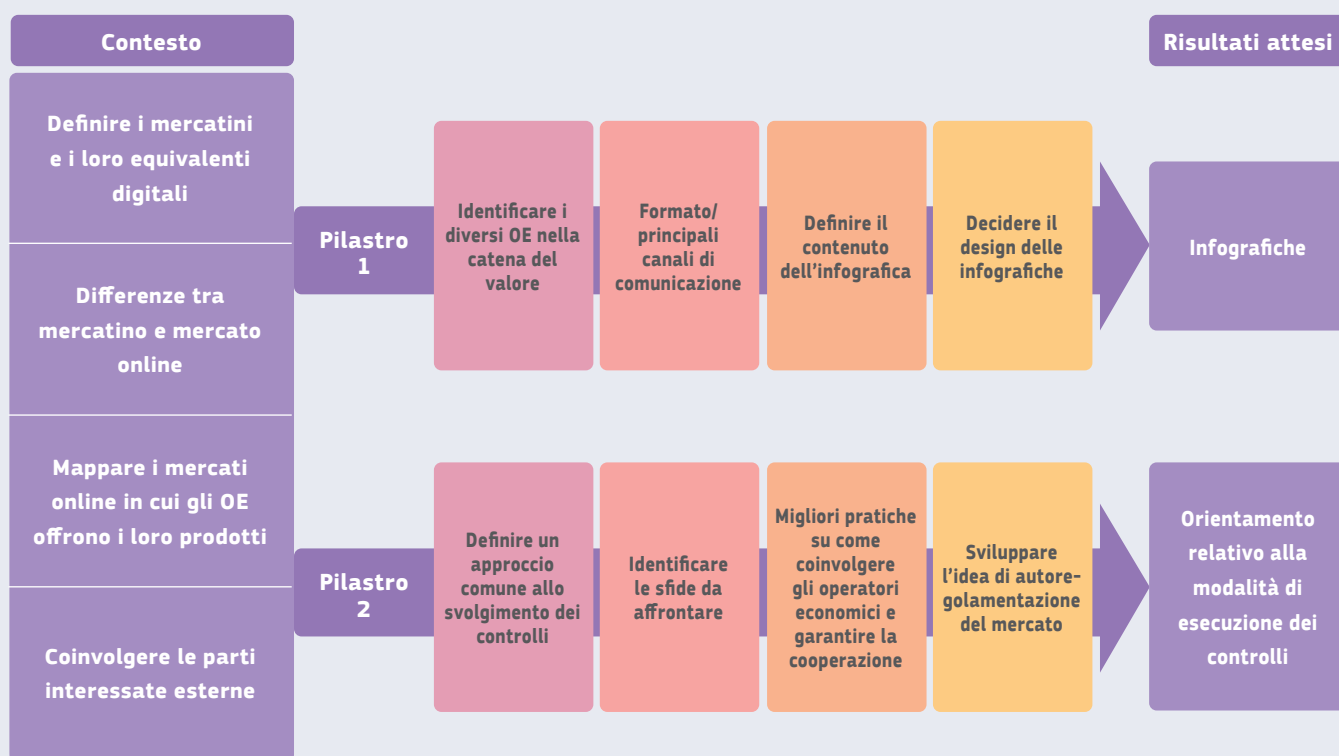 Contesto
Definire i mercatini
e i loro equivalenti
digitali
Differenze tra
mercatino e mercato
online
Mappare i mercati
online in cui gli OE
offrono i loro prodotti
Coinvolgere le parti
interessate esterne
Pilastro
1
Identificare i
diversi OE nella
catena del
valore
Formato/
principali
canali di
comunicazione
Definire il
contenuto
dell'infografica
Decidere il
design delle
infografiche
Risultati attesi
Infografiche
Pilastro
2
Definire un
approccio
comune allo
svolgimento dei
controlli
Identificare
le sfide da
affrontare
Migliori pratiche
su come
coinvolgere
gli operatori
economici e
garantire la
cooperazione
Sviluppare
l'idea di autore-
golamentazione
del mercato
Orientamento
relativo alla
modalità di
esecuzione dei
controlli